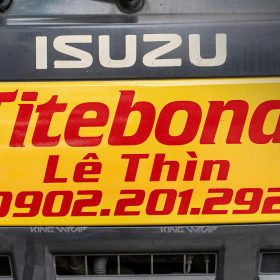 ISUZU
Titebond
Lê Thìn
0902.201.292
KING WRAP KING WRAP